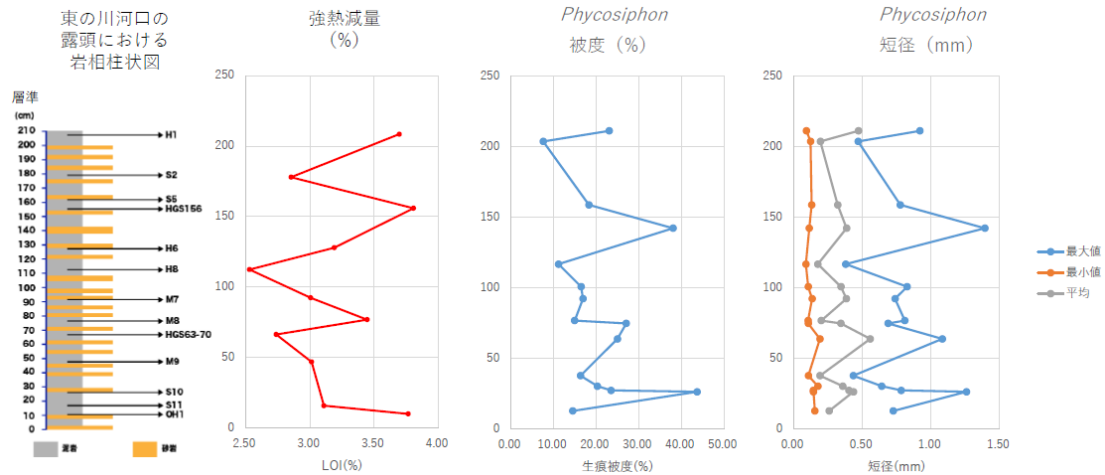 東の川河口の
露頭における
岩相柱状図
層準
(cm)
210
200
190
180
170
160
150
140
130
120
110
100
90
80
70
60
50
40
30
20
10
0
H1
S2
S5
HGS156
H6
H8
M7
M8
HGS63-70
M9
S10
S11
OH1
泥岩
砂岩
強熱減量
(%)
250
200
150
100
50
0
2.50 3.00 3.50 4.00
LOI(%)
Phycosiphon
被度（%）
250
200
150
100
50
0
0.00 10.00 20.00 30.00 40.00 50.00
生痕被度(%)
Phycosiphon
短径（mm）
250
200
150
100
50
0
0.00 0.50 1.00 1.50
短径(mm)
最大値
最小値
平均